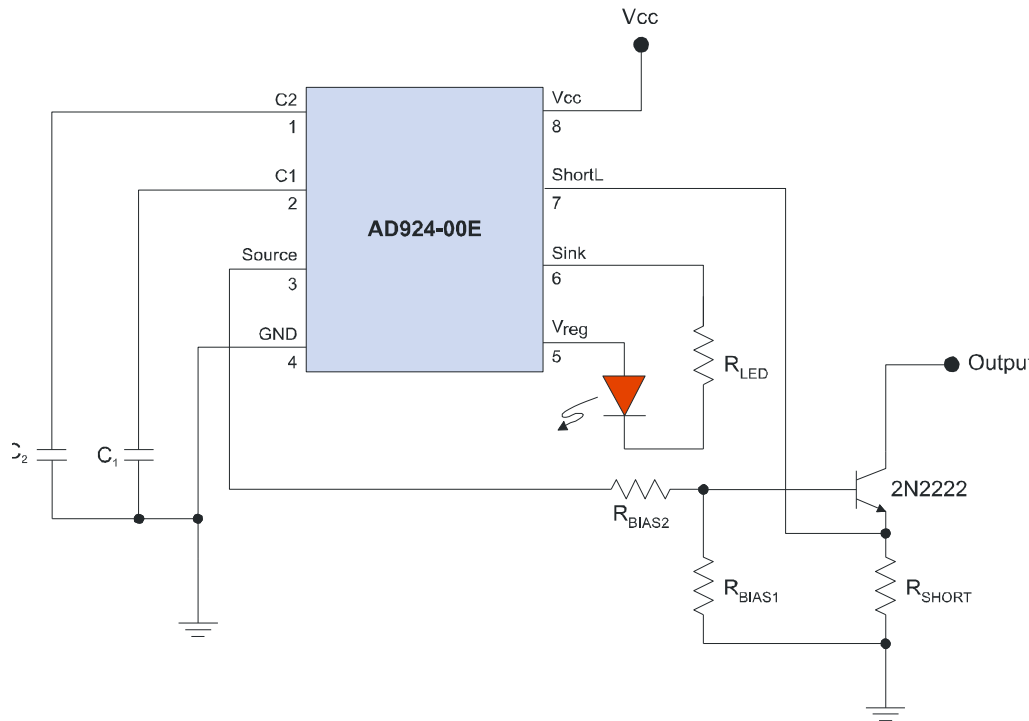 Vcc
C2
1
C1
2
Source
3
GND
4
AD924-00E
Vcc
8
ShortL
7
Sink
6
Vreg
5
RLED
Output
C2
C1
2N2222
RBIAS2
RBIAS1
RSHORT